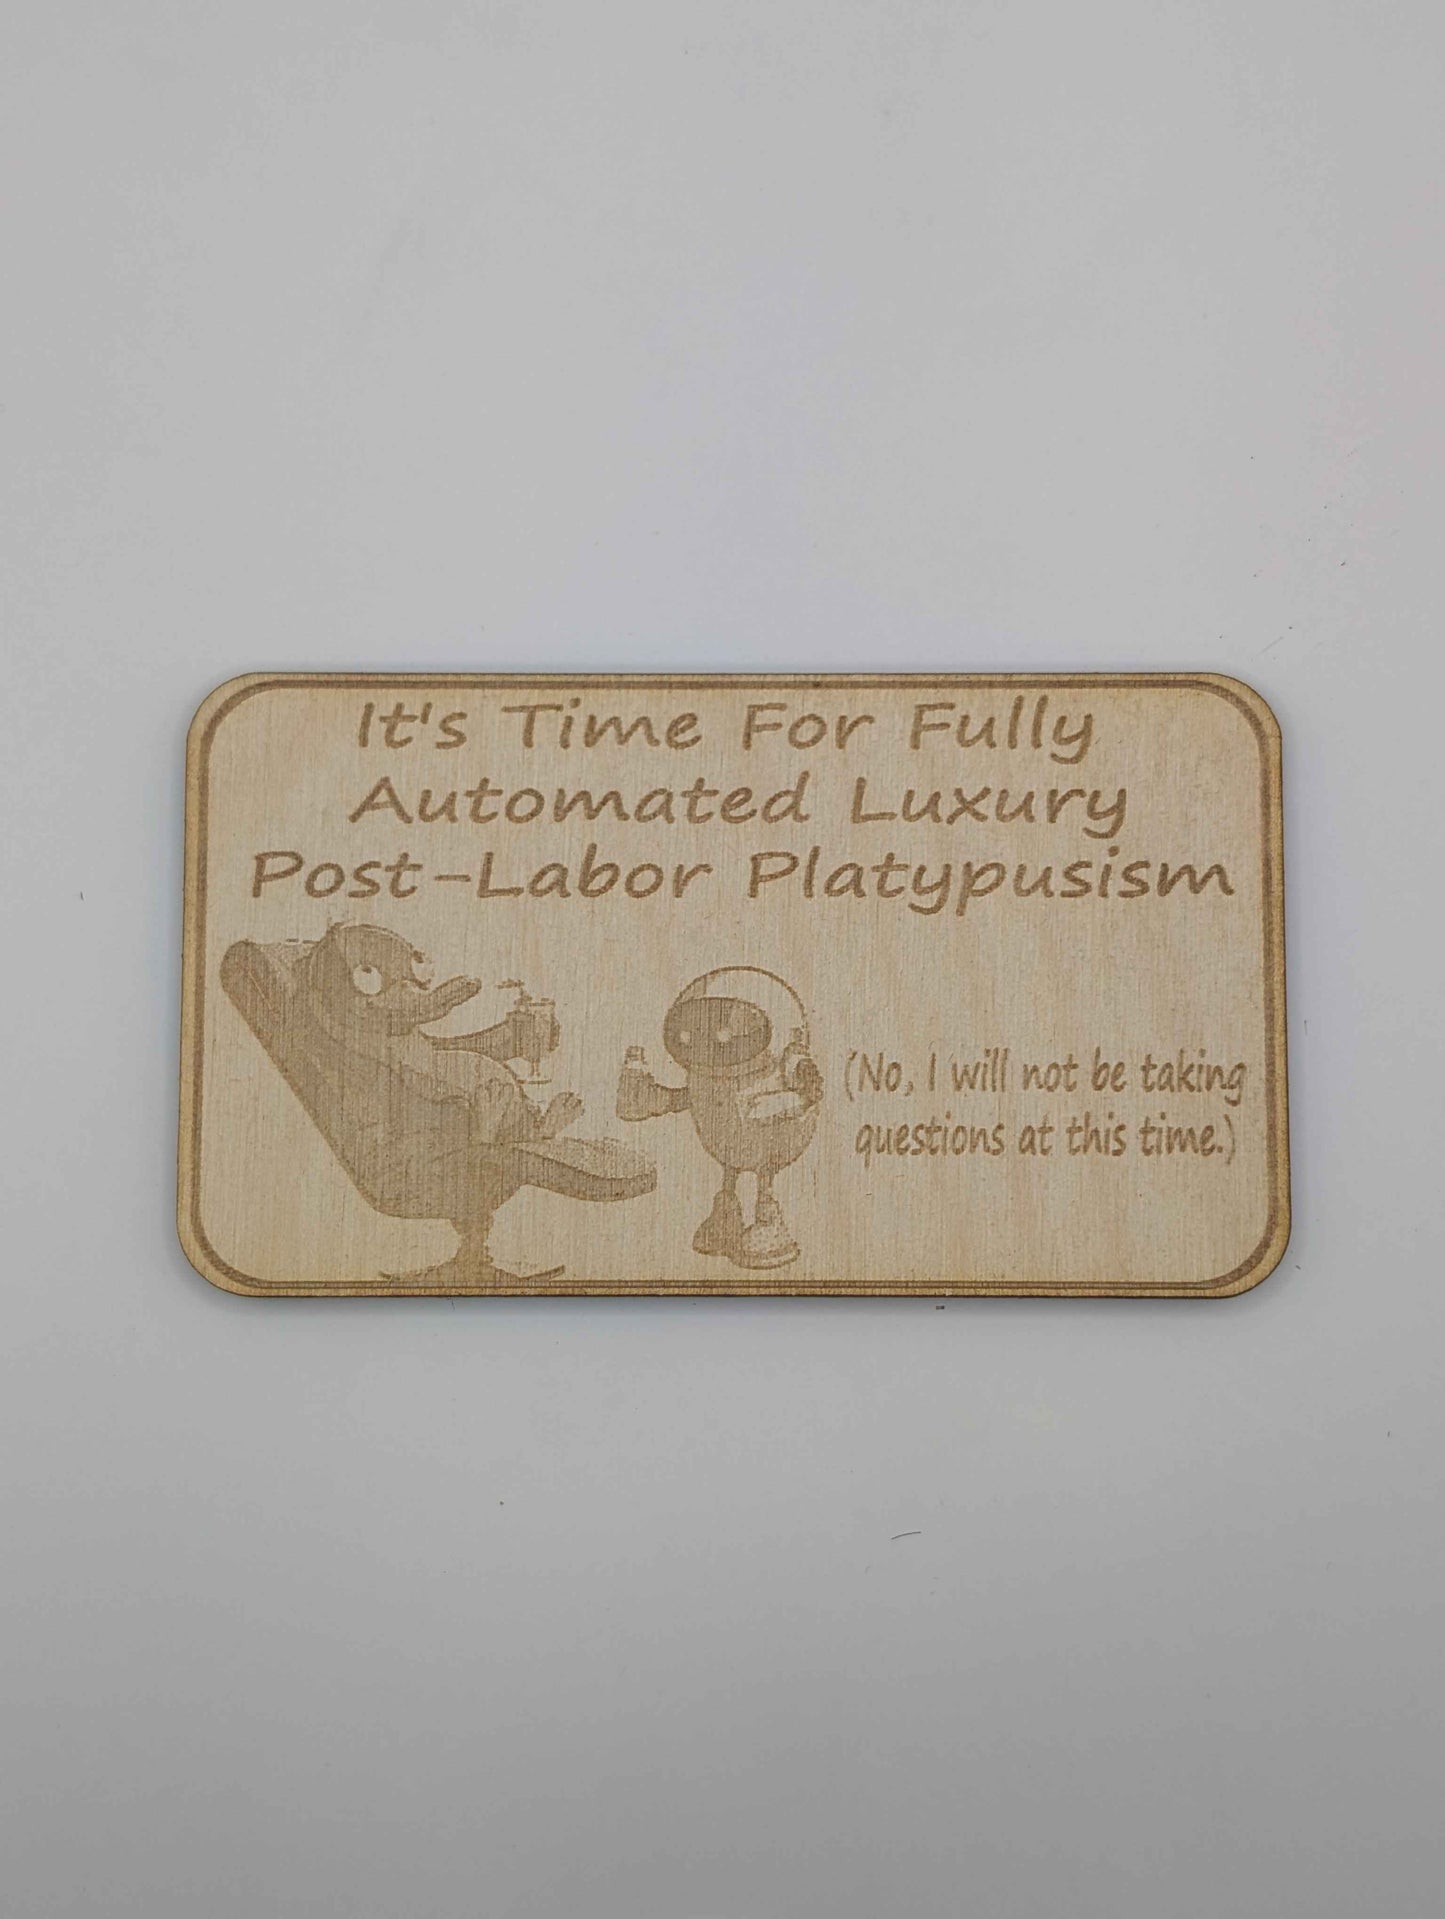 It's Time For Fully
Automated Luxury
Post-Labor Platypusism
(No, I will not be taking
questions at this time.)